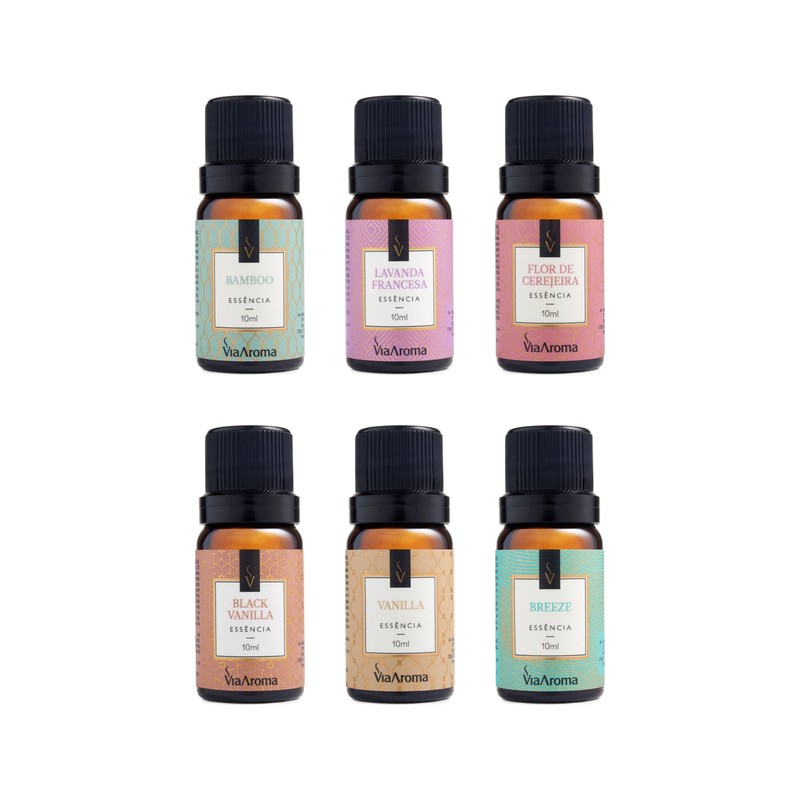 BAMBOO
ESSÊNCIA
10ml
ViaAroma
LAVANDA
FRANCESA
ESSÊNCIA
10ml
ViaAroma
FLOR DE
CEREJEIRA
ESSÊNCIA
10ml
ViaAroma
BLACK
VANILLA
ESSÊNCIA
10ml
ViaAroma
VANILLA
ESSÊNCIA
10ml
ViaAroma
BREEZE
ESSÊNCIA
10ml
ViaAroma